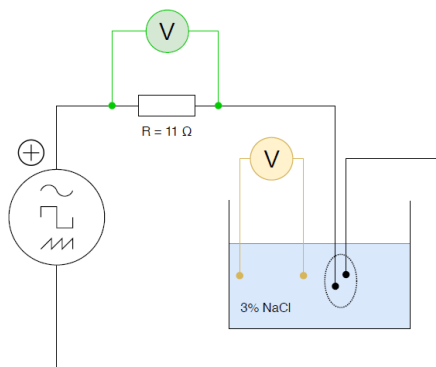 V
R = 11 Ω
V
3% NaCl